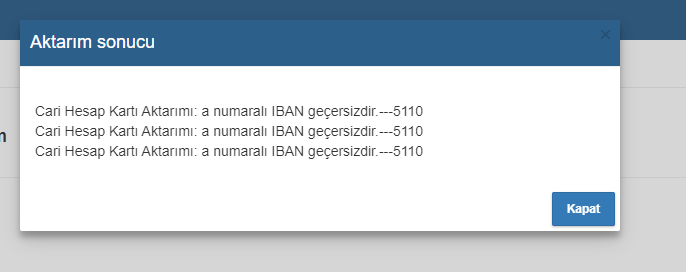 Aktarım sonucu
×
Cari Hesap Kartı Aktarımı: a numaralı IBAN geçersizdir.---5110
Cari Hesap Kartı Aktarımı: a numaralı IBAN geçersizdir.---5110
Cari Hesap Kartı Aktarımı: a numaralı IBAN geçersizdir.---5110
Kapat